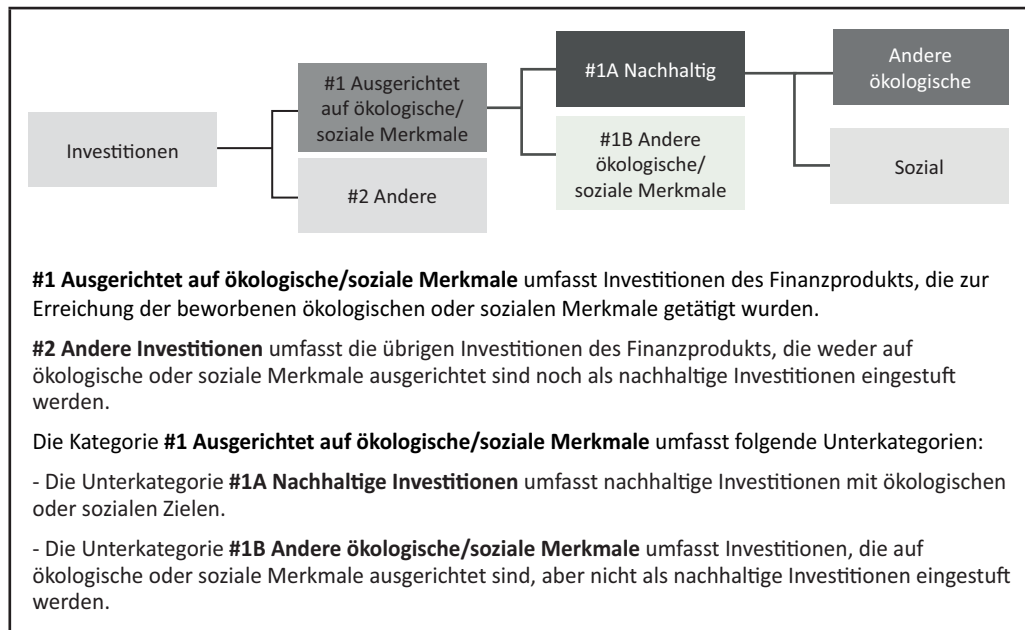 Investitionen
#1 Ausgerichtet
auf ökologische/
soziale Merkmale
#2 Andere
#1A Nachhaltig
#1B Andere
ökologische/
soziale Merkmale
Andere
ökologische
Sozial
#1 Ausgerichtet auf ökologische/soziale Merkmale umfasst Investitionen des Finanzprodukts, die zur
Erreichung der beworbenen ökologischen oder sozialen Merkmale getätigt wurden.
#2 Andere Investitionen umfasst die übrigen Investitionen des Finanzprodukts, die weder auf
ökologische oder soziale Merkmale ausgerichtet sind noch als nachhaltige Investitionen eingestuft
werden.
Die Kategorie #1 Ausgerichtet auf ökologische/soziale Merkmale umfasst folgende Unterkategorien:
- Die Unterkategorie #1A Nachhaltige Investitionen umfasst nachhaltige Investitionen mit ökologischen
oder sozialen Zielen.
- Die Unterkategorie #1B Andere ökologische/soziale Merkmale umfasst Investitionen, die auf
ökologische oder soziale Merkmale ausgerichtet sind, aber nicht als nachhaltige Investitionen eingestuft
werden.